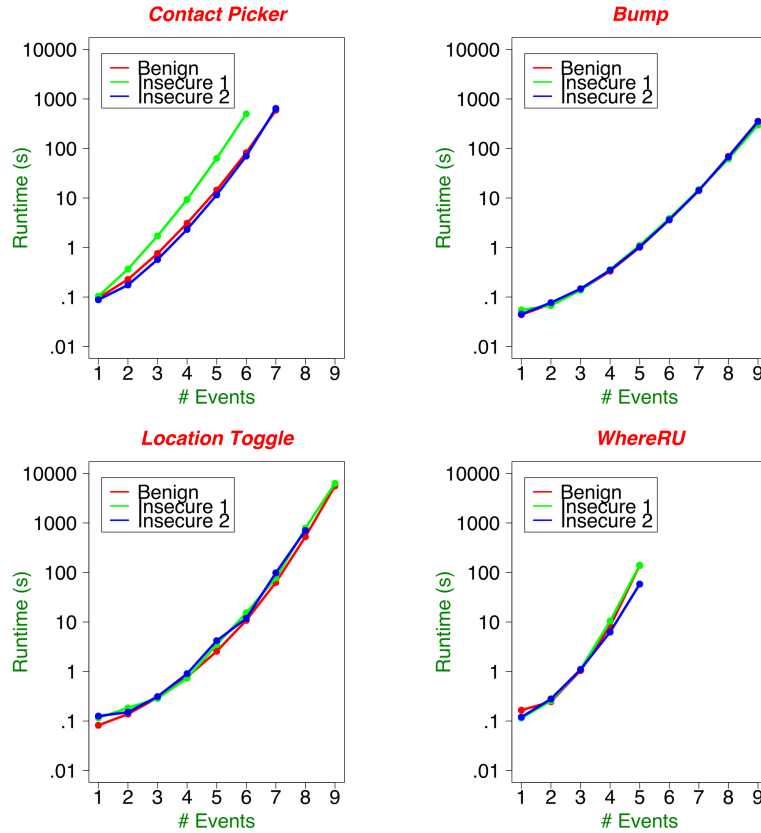 Contact Picker
Runtime (s)
10000
1000
100
10
1
.1
.01
Benign
Insecure 1
Insecure 2
1 2 3 4 5 6 7 8 9
# Events
Bump
Runtime (s)
10000
1000
100
10
1
.1
.01
Benign
Insecure 1
Insecure 2
1 2 3 4 5 6 7 8 9
# Events
Location Toggle
Runtime (s)
10000
1000
100
10
1
.1
.01
Benign
Insecure 1
Insecure 2
1 2 3 4 5 6 7 8 9
# Events
WhereRU
Runtime (s)
10000
1000
100
10
1
.1
.01
Benign
Insecure 1
Insecure 2
1 2 3 4 5 6 7 8 9
# Events